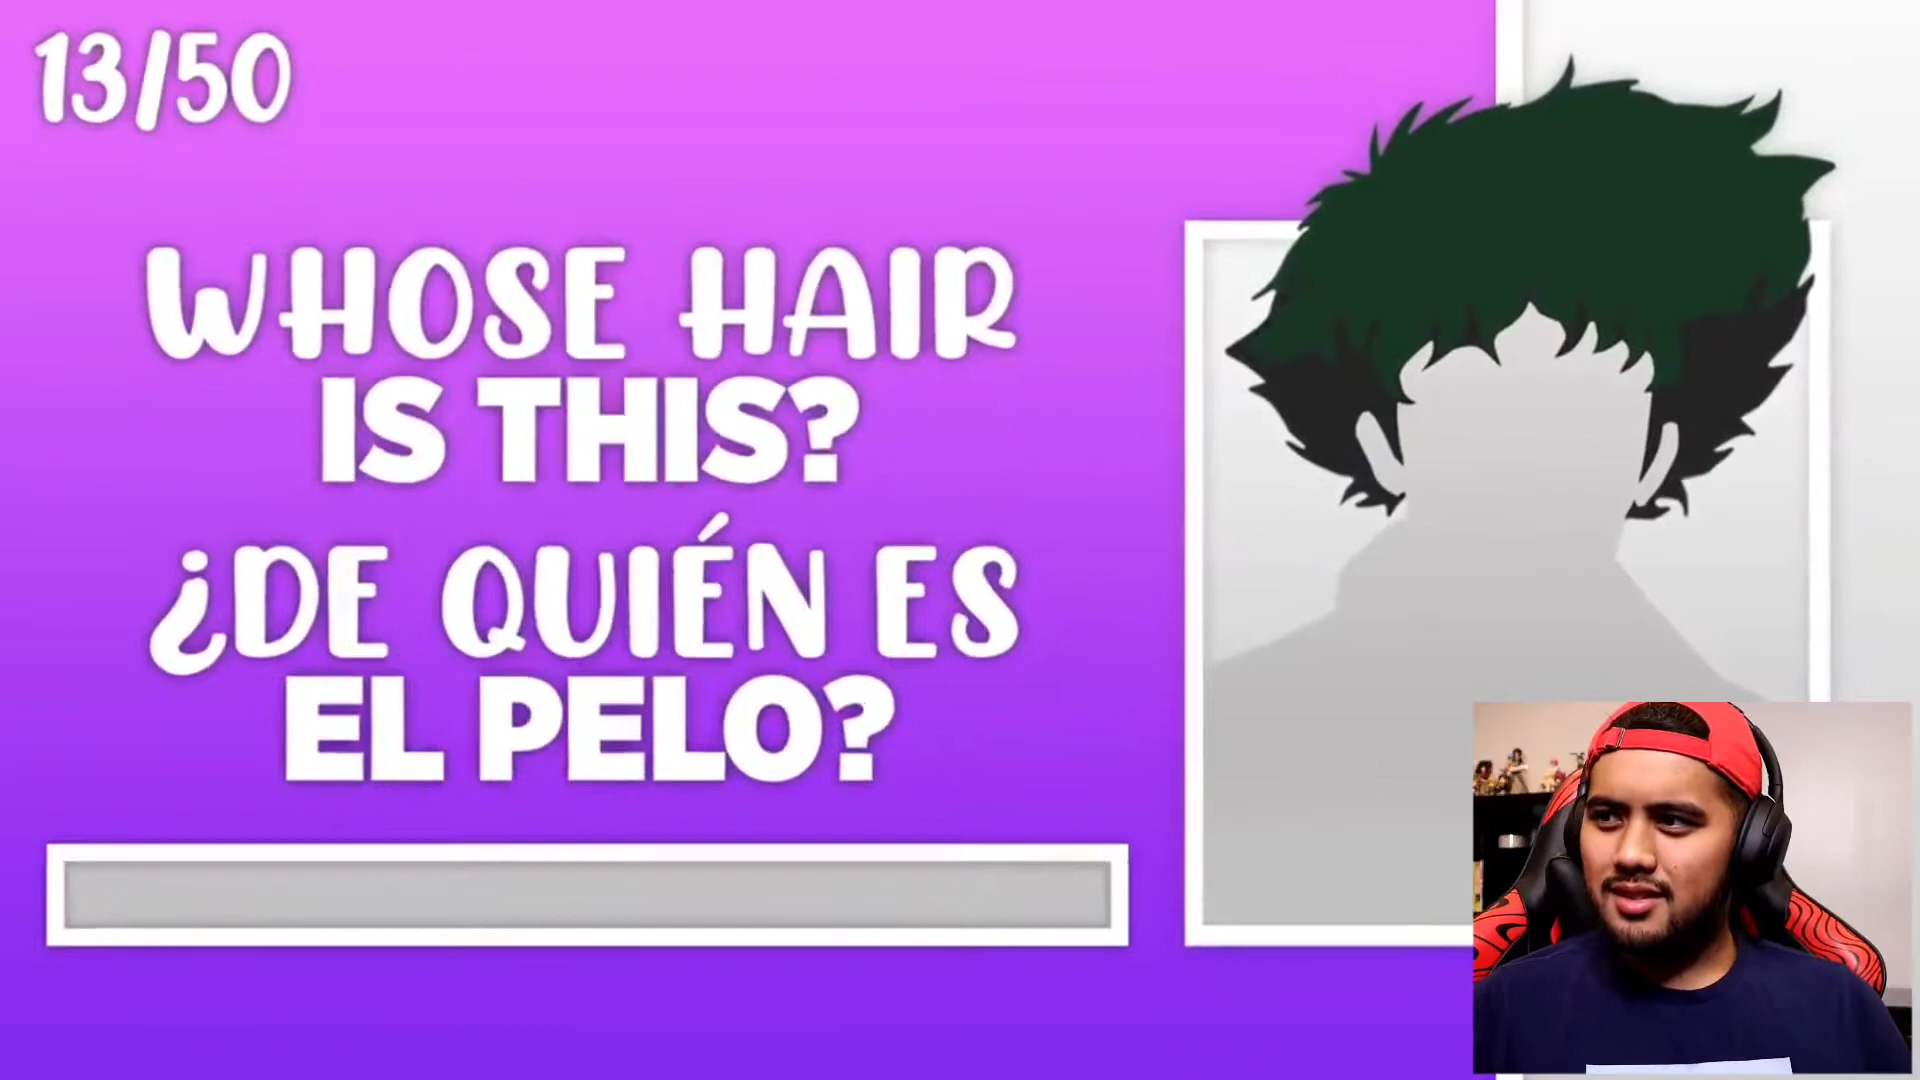 13/50
WHOSE HAIR
IS THIS?
¿DE QUIÉN ES
EL PELO?